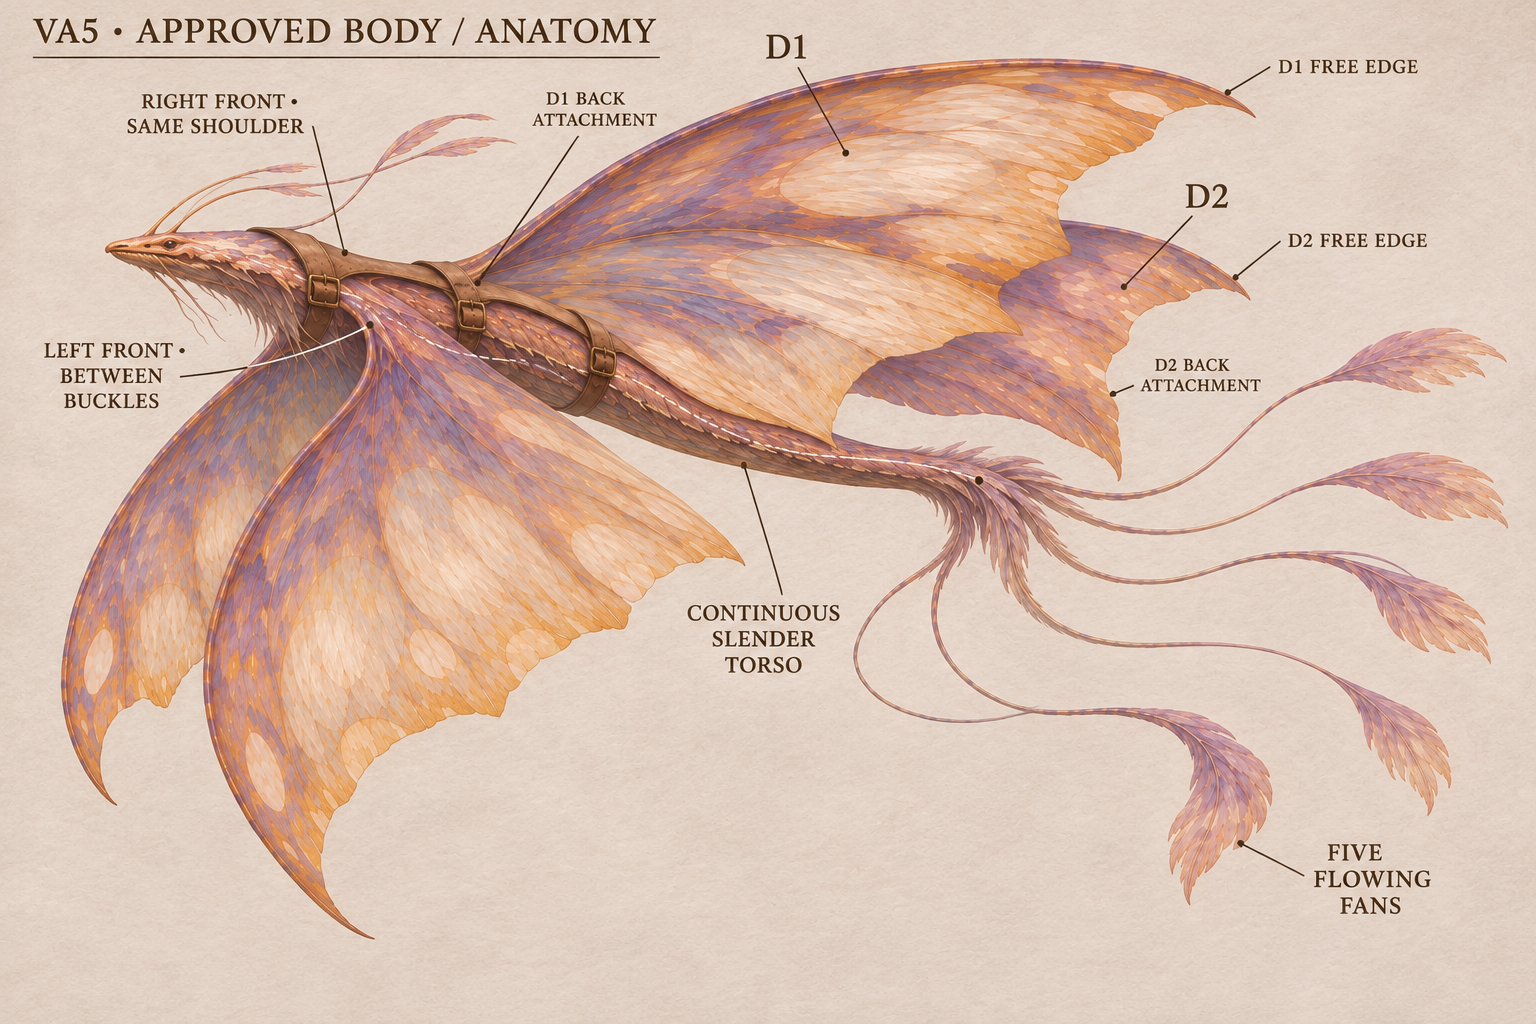 VA5 • APPROVED BODY / ANATOMY
D1
D1 FREE EDGE
RIGHT FRONT •
SAME SHOULDER
D1 BACK
ATTACHMENT
D2
D2 FREE EDGE
LEFT FRONT •
BETWEEN
BUCKLES
D2 BACK
ATTACHMENT
CONTINUOUS
SLENDER
TORSO
FIVE
FLOWING
FANS